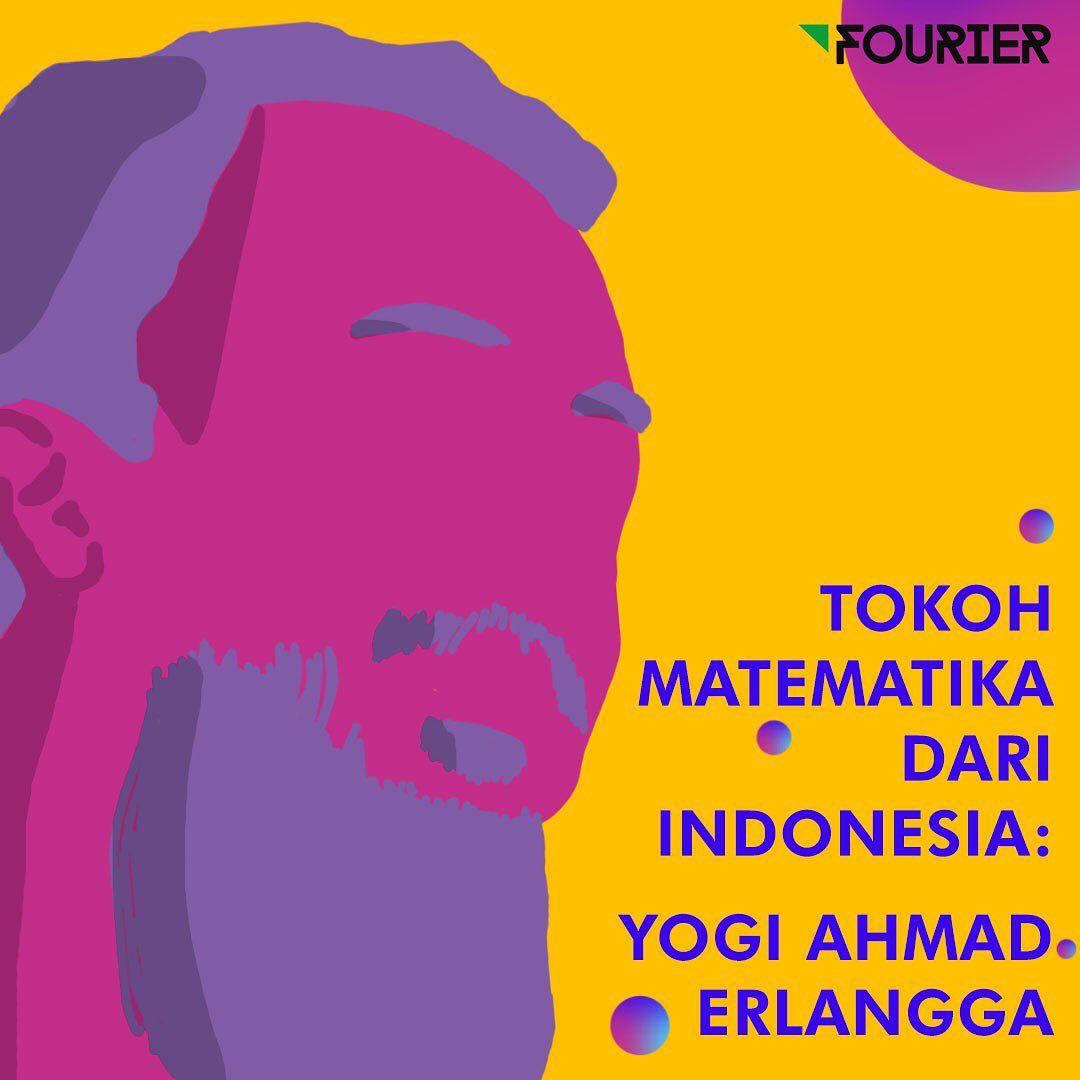 FOURIER
TOKOH
MATEMATIKA
DARI
INDONESIA:
YOGI AHMAD
ERLANGGA